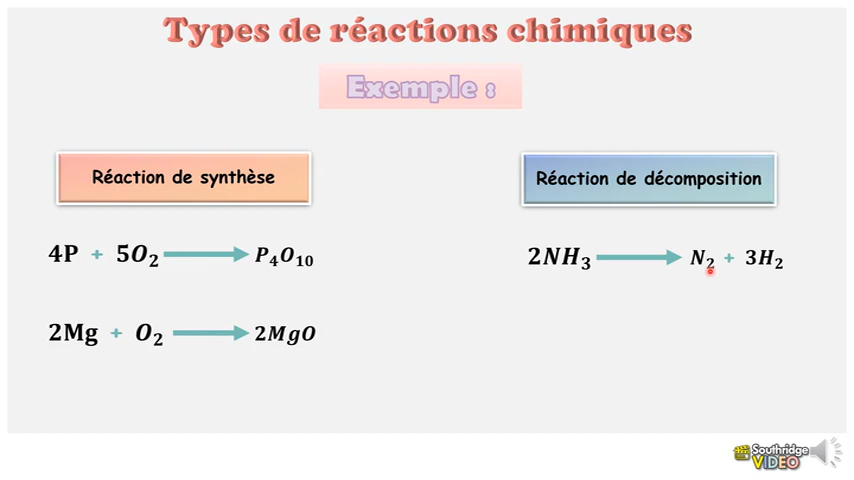 Types de réactions chimiques
Exemple :
Réaction de synthèse
4P + 5O₂ → P₄O₁₀
2Mg + O₂ → 2MgO
Réaction de décomposition
2NH₃ → N₂ + 3H₂
Southridge
VIDEO